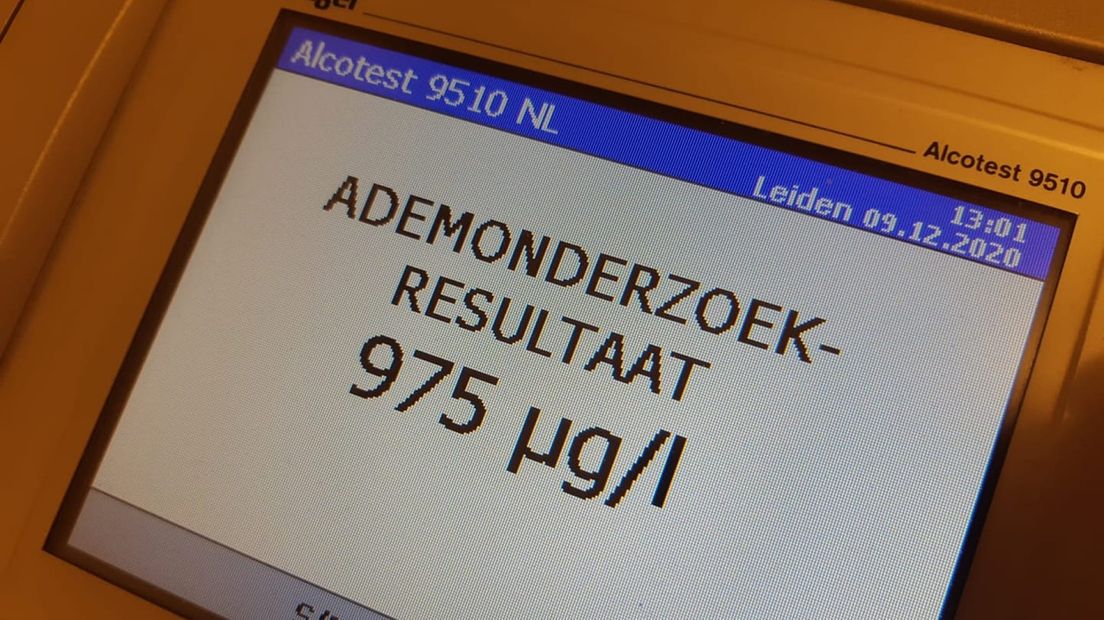 Alcotest 9510
Alcotest 9510 NL
13:01
Leiden 09.12.2020
ADEMONDERZOEK-
RESULTAAT
975 µg/l